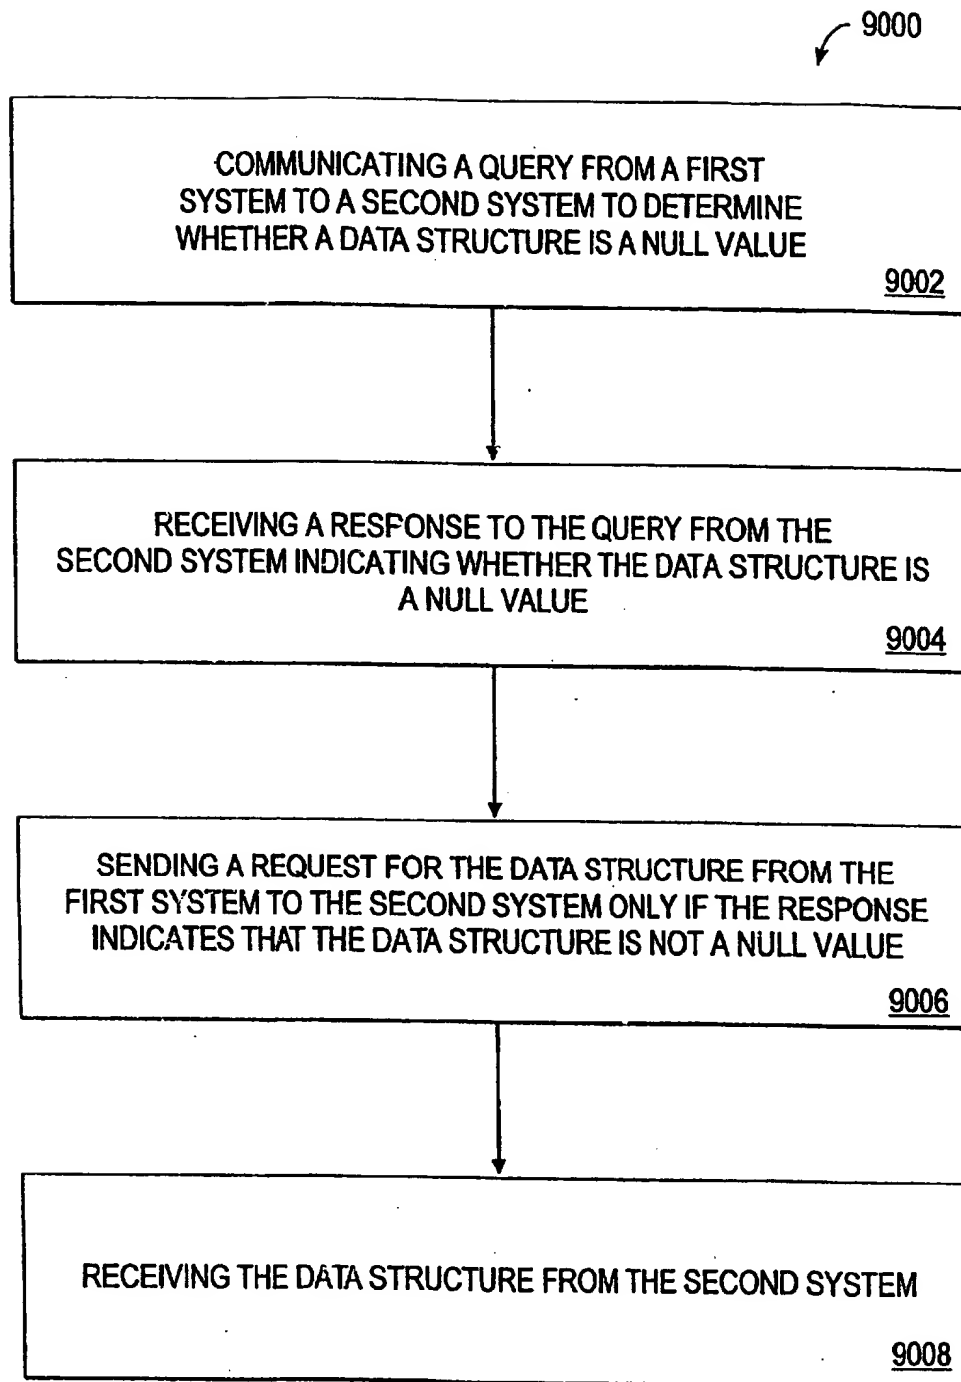 9000
COMMUNICATING A QUERY FROM A FIRST
SYSTEM TO A SECOND SYSTEM TO DETERMINE
WHETHER A DATA STRUCTURE IS A NULL VALUE
9002
RECEIVING A RESPONSE TO THE QUERY FROM THE
SECOND SYSTEM INDICATING WHETHER THE DATA STRUCTURE IS
A NULL VALUE
9004
SENDING A REQUEST FOR THE DATA STRUCTURE FROM THE
FIRST SYSTEM TO THE SECOND SYSTEM ONLY IF THE RESPONSE
INDICATES THAT THE DATA STRUCTURE IS NOT A NULL VALUE
9006
RECEIVING THE DATA STRUCTURE FROM THE SECOND SYSTEM
9008